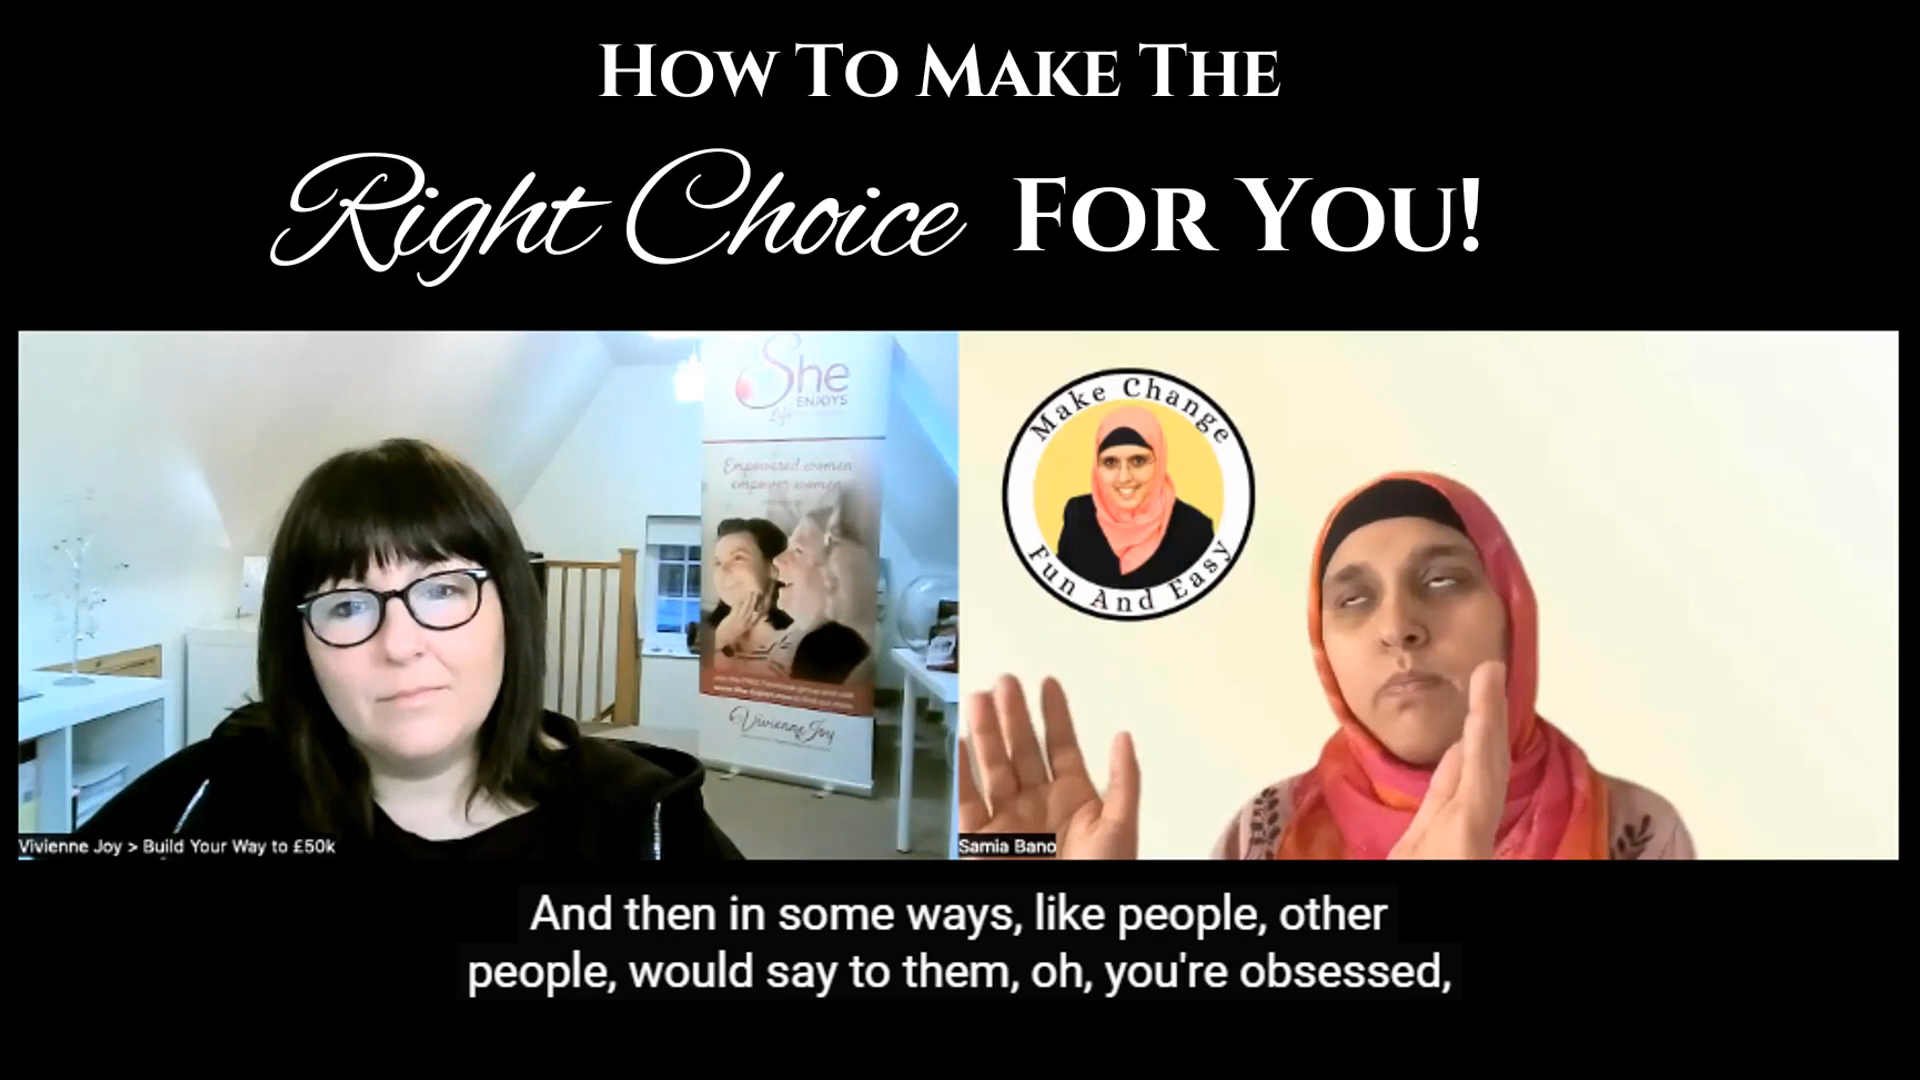 How To Make The
Right Choice For You!
She
ENJOYS
Life
Empowered women
empower women
Vivienne Joy
Make Change
Fun And Easy
Vivienne Joy > Build Your Way to £50k
Samia Bano
And then in some ways, like people, other
people, would say to them, oh, you're obsessed,